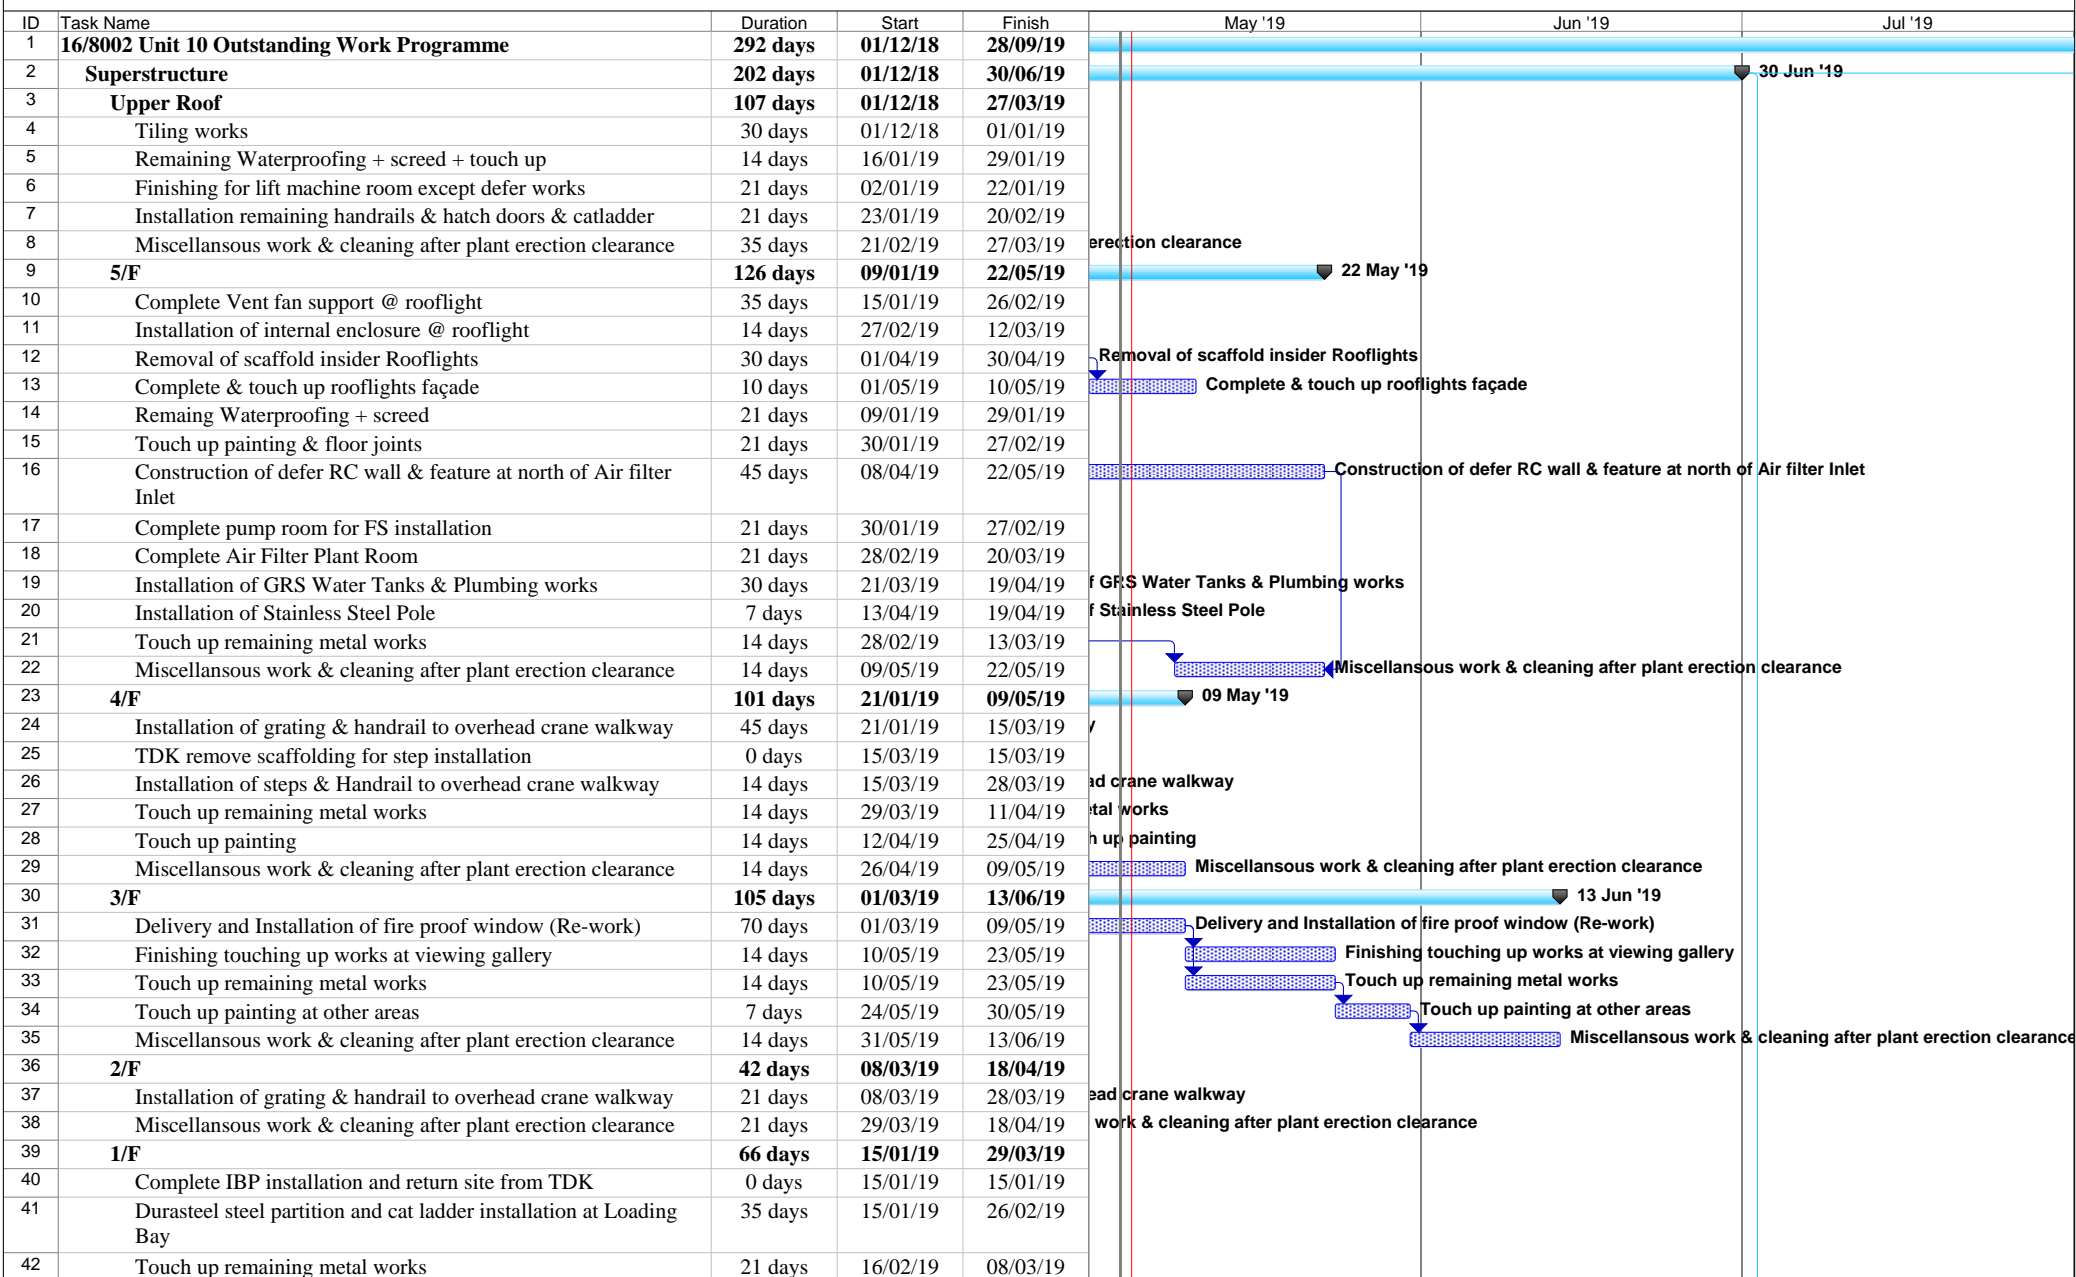 ID Task Name Duration Start Finish May '19 Jun '19 Jul '19
1 16/8002 Unit 10 Outstanding Work Programme 292 days 01/12/18 28/09/19
2 Superstructure 202 days 01/12/18 30/06/19 30 Jun '19
3 Upper Roof 107 days 01/12/18 27/03/19
4 Tiling works 30 days 01/12/18 01/01/19
5 Remaining Waterproofing + screed + touch up 14 days 16/01/19 29/01/19
6 Finishing for lift machine room except defer works 21 days 02/01/19 22/01/19
7 Installation remaining handrails & hatch doors & catladder 21 days 23/01/19 20/02/19
8 Miscellansous work & cleaning after plant erection clearance 35 days 21/02/19 27/03/19 erection clearance
9 5/F 126 days 09/01/19 22/05/19 22 May '19
10 Complete Vent fan support @ rooflight 35 days 15/01/19 26/02/19
11 Installation of internal enclosure @ rooflight 14 days 27/02/19 12/03/19
12 Removal of scaffold insider Rooflights 30 days 01/04/19 30/04/19 Removal of scaffold insider Rooflights
13 Complete & touch up rooflights façade 10 days 01/05/19 10/05/19 Complete & touch up rooflights façade
14 Remaing Waterproofing + screed 21 days 09/01/19 29/01/19
15 Touch up painting & floor joints 21 days 30/01/19 27/02/19
16 Construction of defer RC wall & feature at north of Air filter 45 days 08/04/19 22/05/19 Construction of defer RC wall & feature at north of Air filter Inlet
Inlet
17 Complete pump room for FS installation 21 days 30/01/19 27/02/19
18 Complete Air Filter Plant Room 21 days 28/02/19 20/03/19
19 Installation of GRS Water Tanks & Plumbing works 30 days 21/03/19 19/04/19 f GRS Water Tanks & Plumbing works
20 Installation of Stainless Steel Pole 7 days 13/04/19 19/04/19 f Stainless Steel Pole
21 Touch up remaining metal works 14 days 28/02/19 13/03/19
22 Miscellansous work & cleaning after plant erection clearance 14 days 09/05/19 22/05/19 Miscellansous work & cleaning after plant erection clearance
23 4/F 101 days 21/01/19 09/05/19 09 May '19
24 Installation of grating & handrail to overhead crane walkway 45 days 21/01/19 15/03/19 y
25 TDK remove scaffolding for step installation 0 days 15/03/19 15/03/19
26 Installation of steps & Handrail to overhead crane walkway 14 days 15/03/19 28/03/19 ad crane walkway
27 Touch up remaining metal works 14 days 29/03/19 11/04/19 etal works
28 Touch up painting 14 days 12/04/19 25/04/19 h up painting
29 Miscellansous work & cleaning after plant erection clearance 14 days 26/04/19 09/05/19 Miscellansous work & cleaning after plant erection clearance
30 3/F 105 days 01/03/19 13/06/19 13 Jun '19
31 Delivery and Installation of fire proof window (Re-work) 70 days 01/03/19 09/05/19 Delivery and Installation of fire proof window (Re-work)
32 Finishing touching up works at viewing gallery 14 days 10/05/19 23/05/19 Finishing touching up works at viewing gallery
33 Touch up remaining metal works 14 days 10/05/19 23/05/19 Touch up remaining metal works
34 Touch up painting at other areas 7 days 24/05/19 30/05/19 Touch up painting at other areas
35 Miscellansous work & cleaning after plant erection clearance 14 days 31/05/19 13/06/19 Miscellansous work & cleaning after plant erection clearance
36 2/F 42 days 08/03/19 18/04/19
37 Installation of grating & handrail to overhead crane walkway 21 days 08/03/19 28/03/19 ead crane walkway
38 Miscellansous work & cleaning after plant erection clearance 21 days 29/03/19 18/04/19 work & cleaning after plant erection clearance
39 1/F 66 days 15/01/19 29/03/19
40 Complete IBP installation and return site from TDK 0 days 15/01/19 15/01/19
41 Durasteel steel partition and cat ladder installation at Loading 35 days 15/01/19 26/02/19
Bay
42 Touch up remaining metal works 21 days 16/02/19 08/03/19